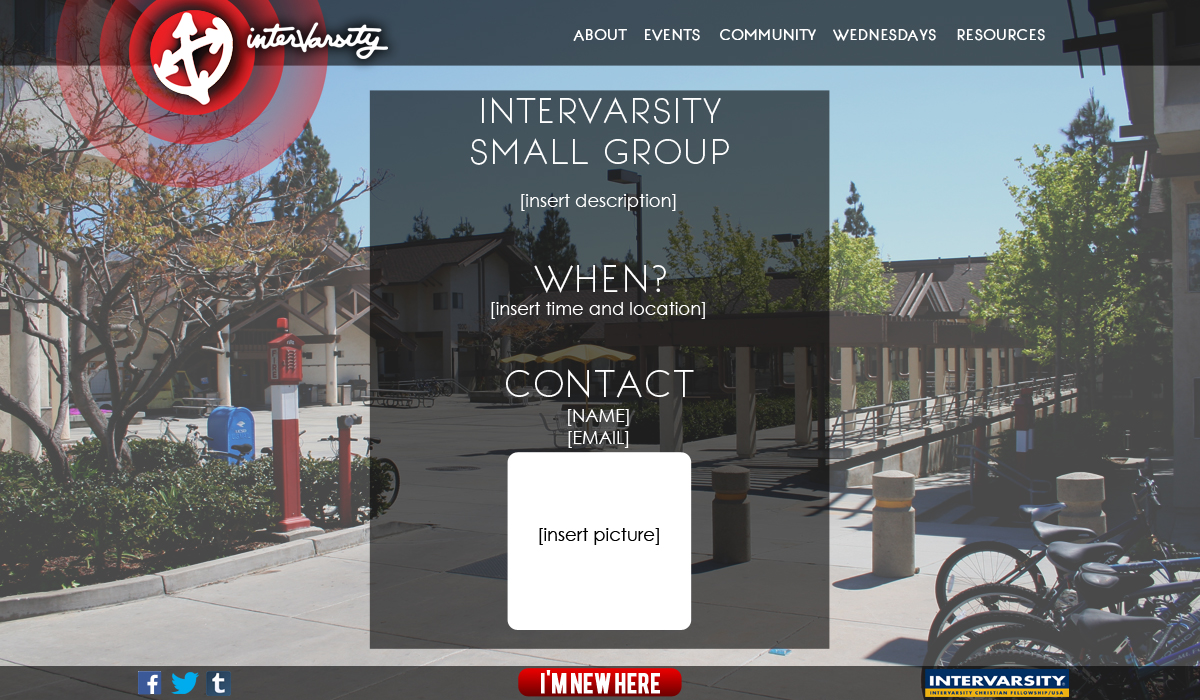 interVarsity
ABOUT EVENTS COMMUNITY WEDNESDAYS RESOURCES
INTERVARSITY
SMALL GROUP
[insert description]
WHEN?
[insert time and location]
CONTACT
[NAME]
[EMAIL]
[insert picture]
f t
I'M NEW HERE
INTERVARSITY
INTERVARSITY CHRISTIAN FELLOWSHIP/USA